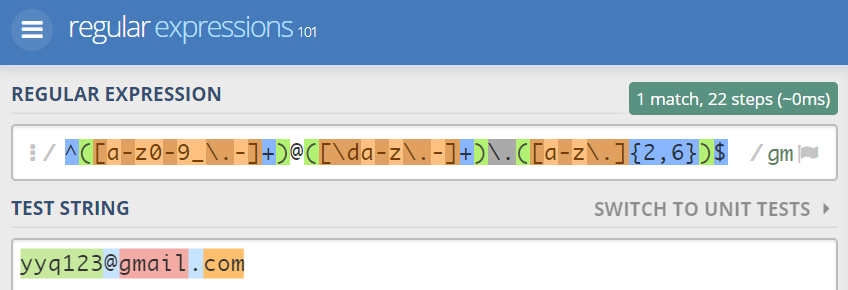 regular expressions 101
REGULAR EXPRESSION
1 match, 22 steps (~0ms)
/ ^([a-z0-9_\.-]+)@([\da-z\.-]+)\.([a-z\.]{2,6})$ / gm
TEST STRING
SWITCH TO UNIT TESTS
yyq123@gmail.com